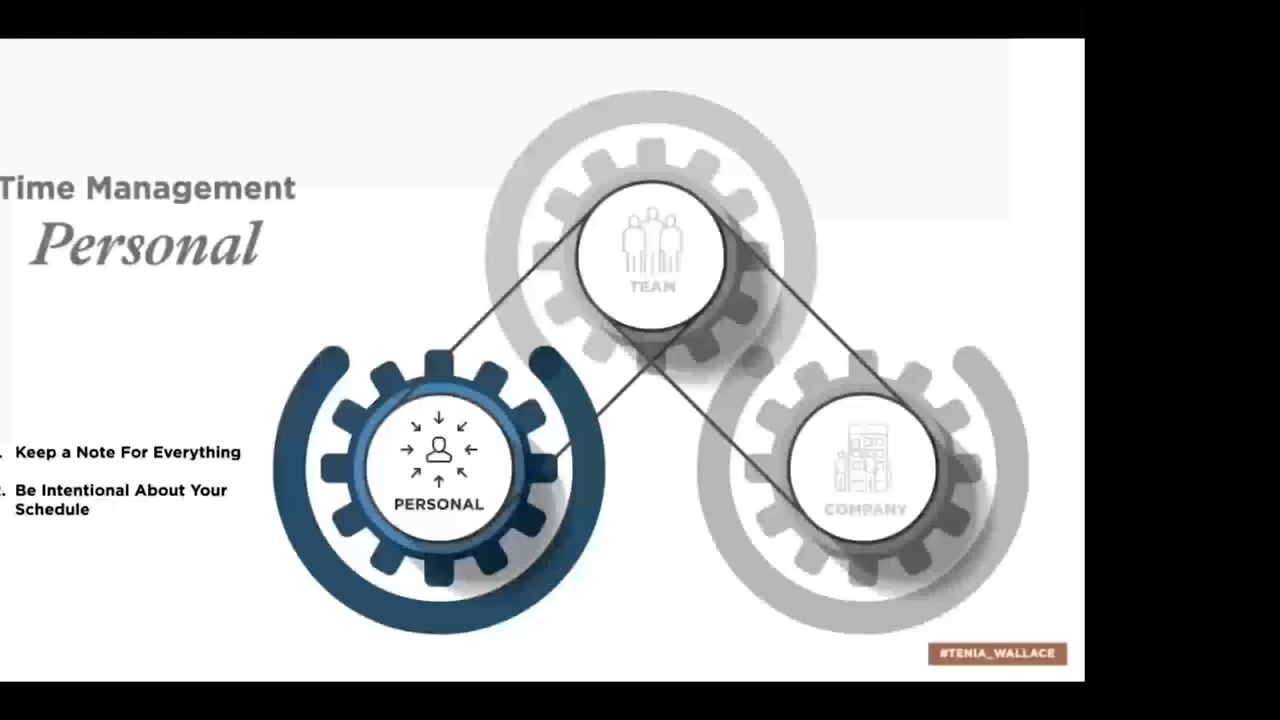 Time Management
Personal
TEAM
Keep a Note For Everything
Be Intentional About Your
Schedule
PERSONAL
COMPANY
#TENIA_WALLACE